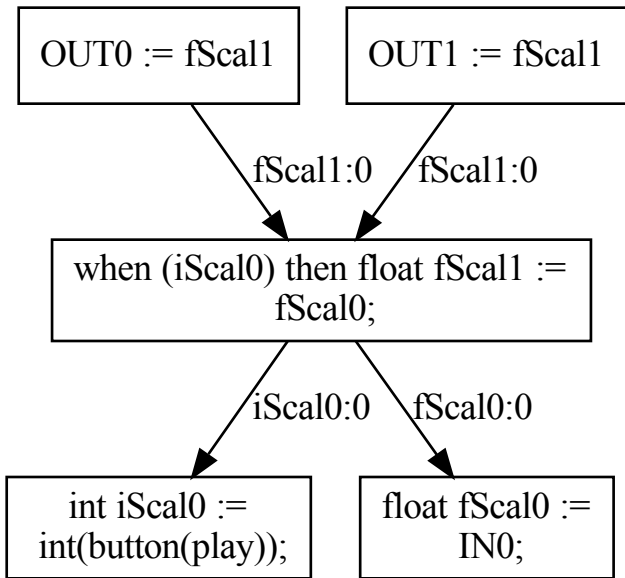 OUT0 := fScal1
OUT1 := fScal1
fScal1:0
fScal1:0
when (iScal0) then float fScal1 :=
fScal0;
iScal0:0
fScal0:0
int iScal0 :=
int(button(play));
float fScal0 :=
IN0;